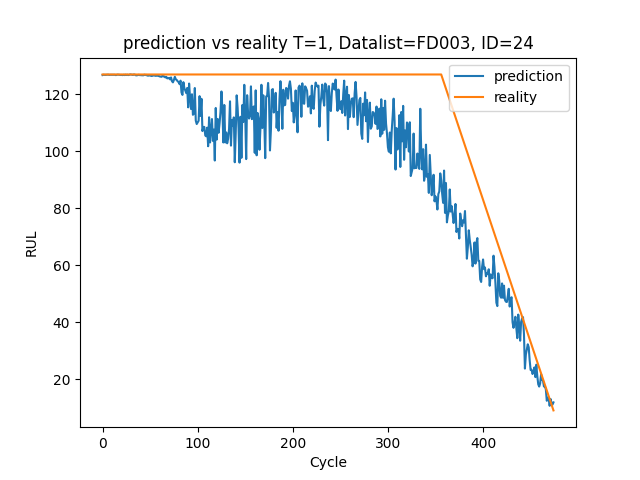 prediction vs reality T=1, Datalist=FD003, ID=24
prediction
reality
RUL
120
100
80
60
40
20
0
100
200
300
400
Cycle